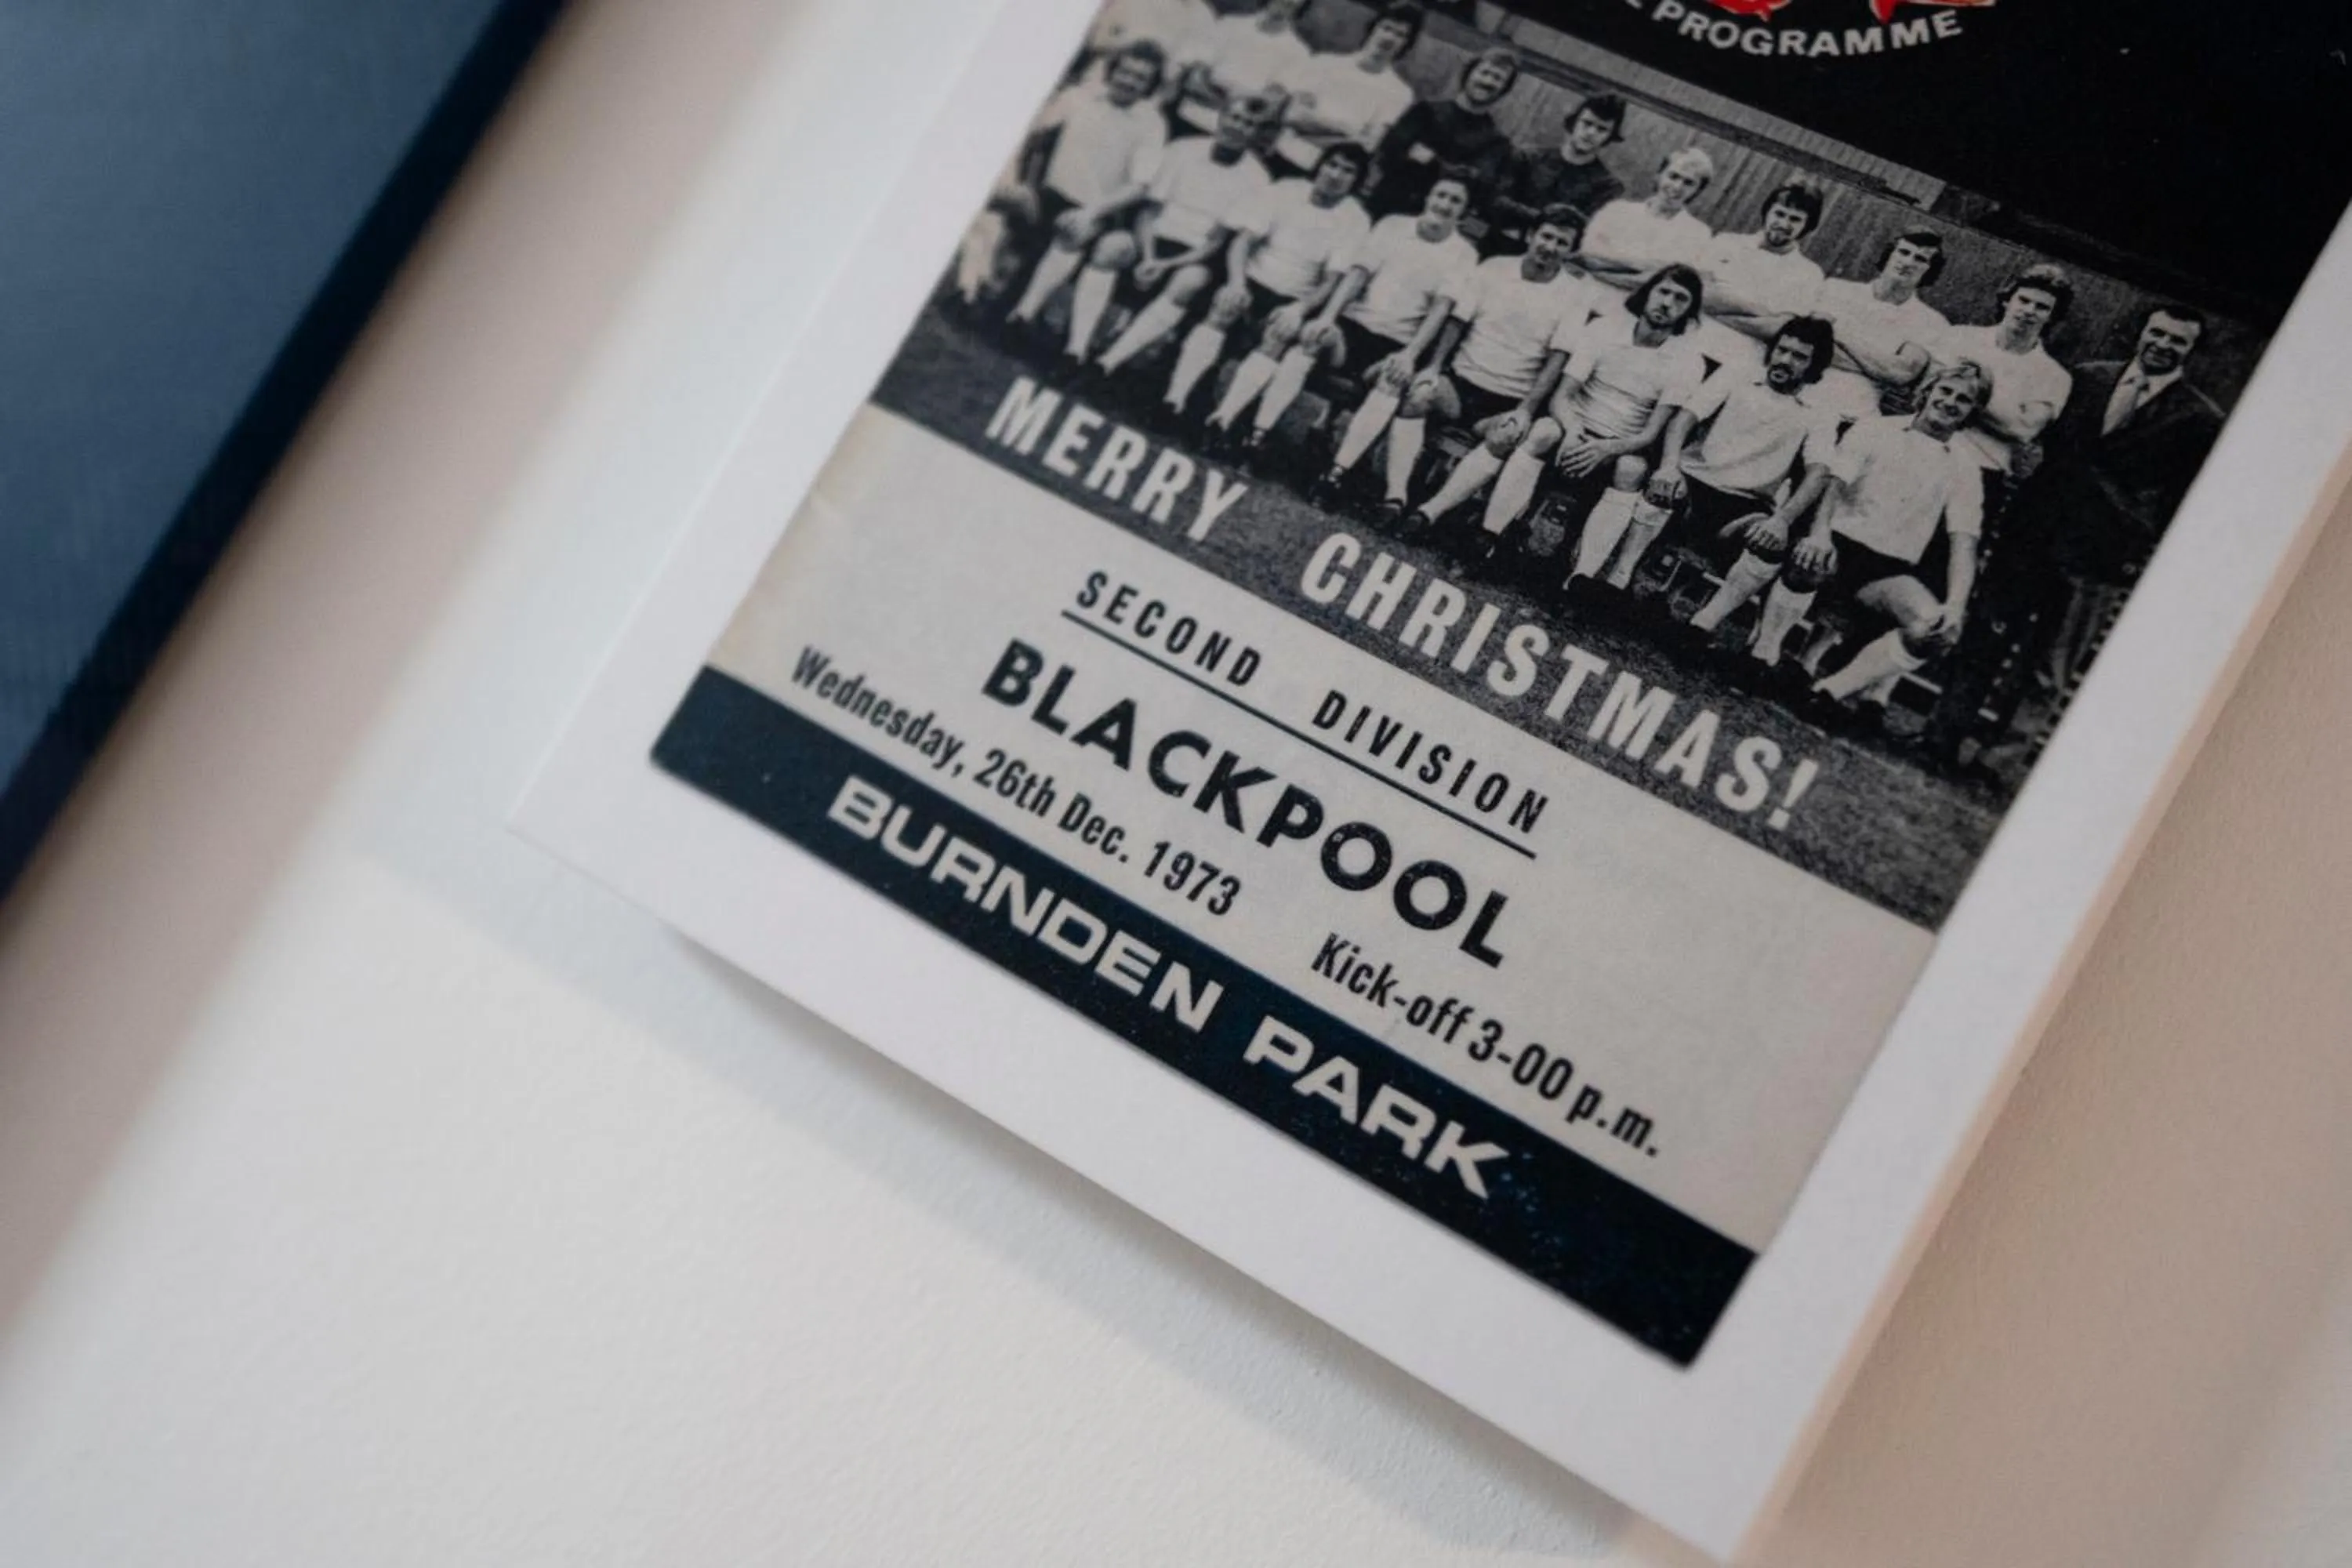 PROGRAMME
MERRY CHRISTMAS!
SECOND DIVISION
BLACKPOOL
Wednesday, 26th Dec. 1973 Kick-off 3-00 p.m.
BURNDEN PARK